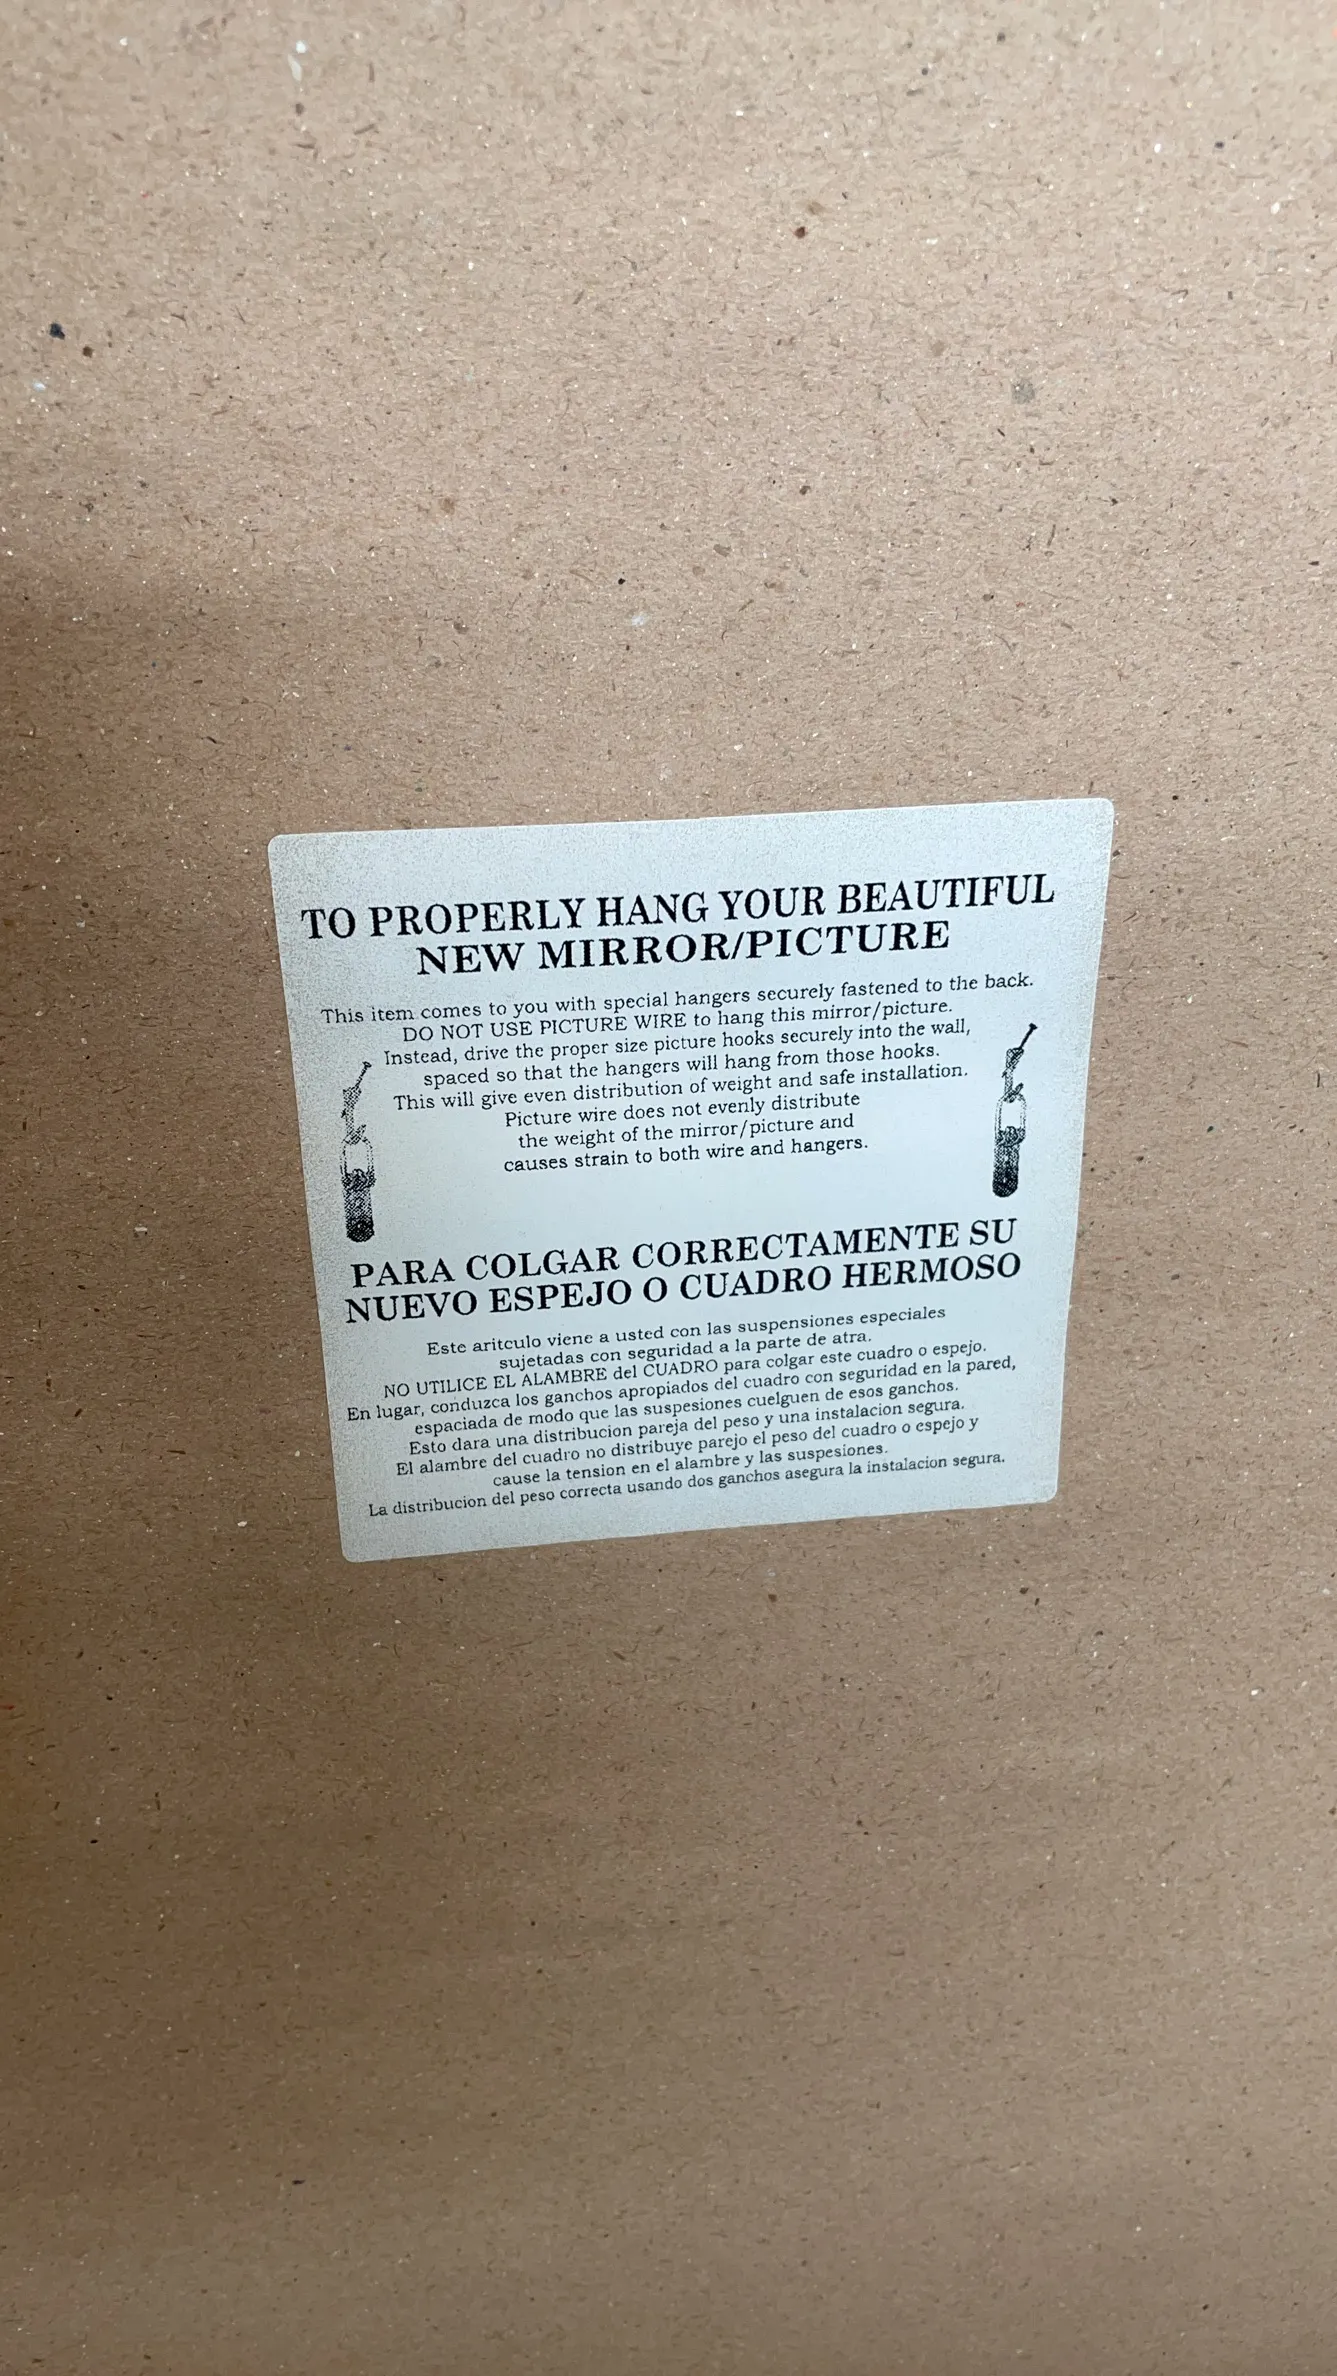 TO PROPERLY HANG YOUR BEAUTIFUL
NEW MIRROR/PICTURE
This item comes to you with special hangers securely fastened to the back.
DO NOT USE PICTURE WIRE to hang this mirror/picture.
Instead, drive the proper size picture hooks securely into the wall,
spaced so that the hangers will hang from those hooks.
This will give even distribution of weight and safe installation.
Picture wire does not evenly distribute
the weight of the mirror/picture and
causes strain to both wire and hangers.
PARA COLGAR CORRECTAMENTE SU
NUEVO ESPEJO O CUADRO HERMOSO
Este aritculo viene a usted con las suspensiones especiales
sujetadas con seguridad a la parte de atra.
NO UTILICE EL ALAMBRE del CUADRO para colgar este cuadro o espejo.
En lugar, conduzca los ganchos apropiados del cuadro con seguridad en la pared,
espaciada de modo que las suspesiones cuelguen de esos ganchos.
Esto dara una distribucion pareja del peso y una instalacion segura.
El alambre del cuadro no distribuye parejo el peso del cuadro o espejo y
cause la tension en el alambre y las suspesiones.
La distribucion del peso correcta usando dos ganchos asegura la instalacion segura.